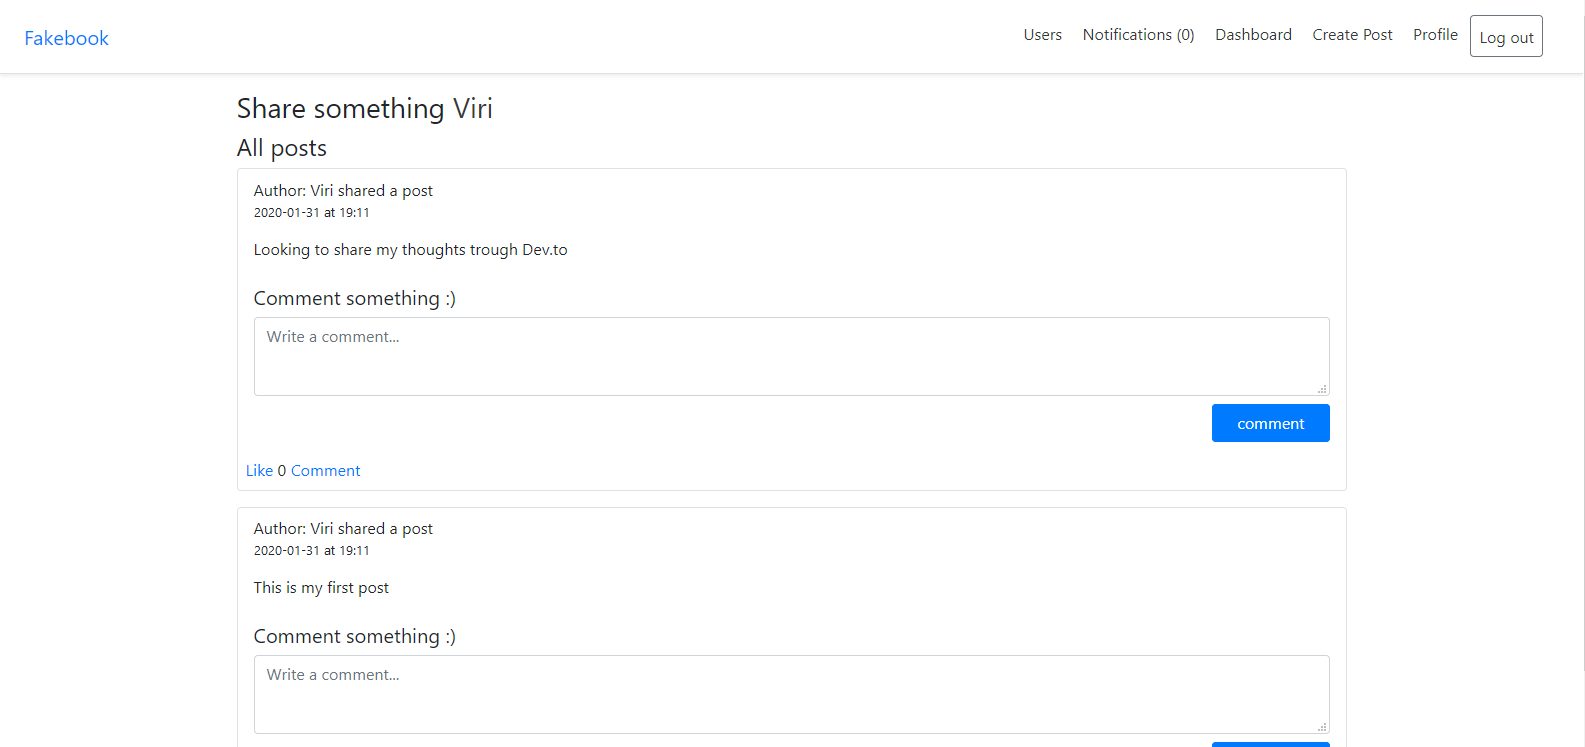 Fakebook Users Notifications (0) Dashboard Create Post Profile Log out
Share something Viri
All posts
Author: Viri shared a post
2020-01-31 at 19:11
Looking to share my thoughts trough Dev.to
Comment something :)
Write a comment...
comment
Like 0 Comment
Author: Viri shared a post
2020-01-31 at 19:11
This is my first post
Comment something :)
Write a comment...